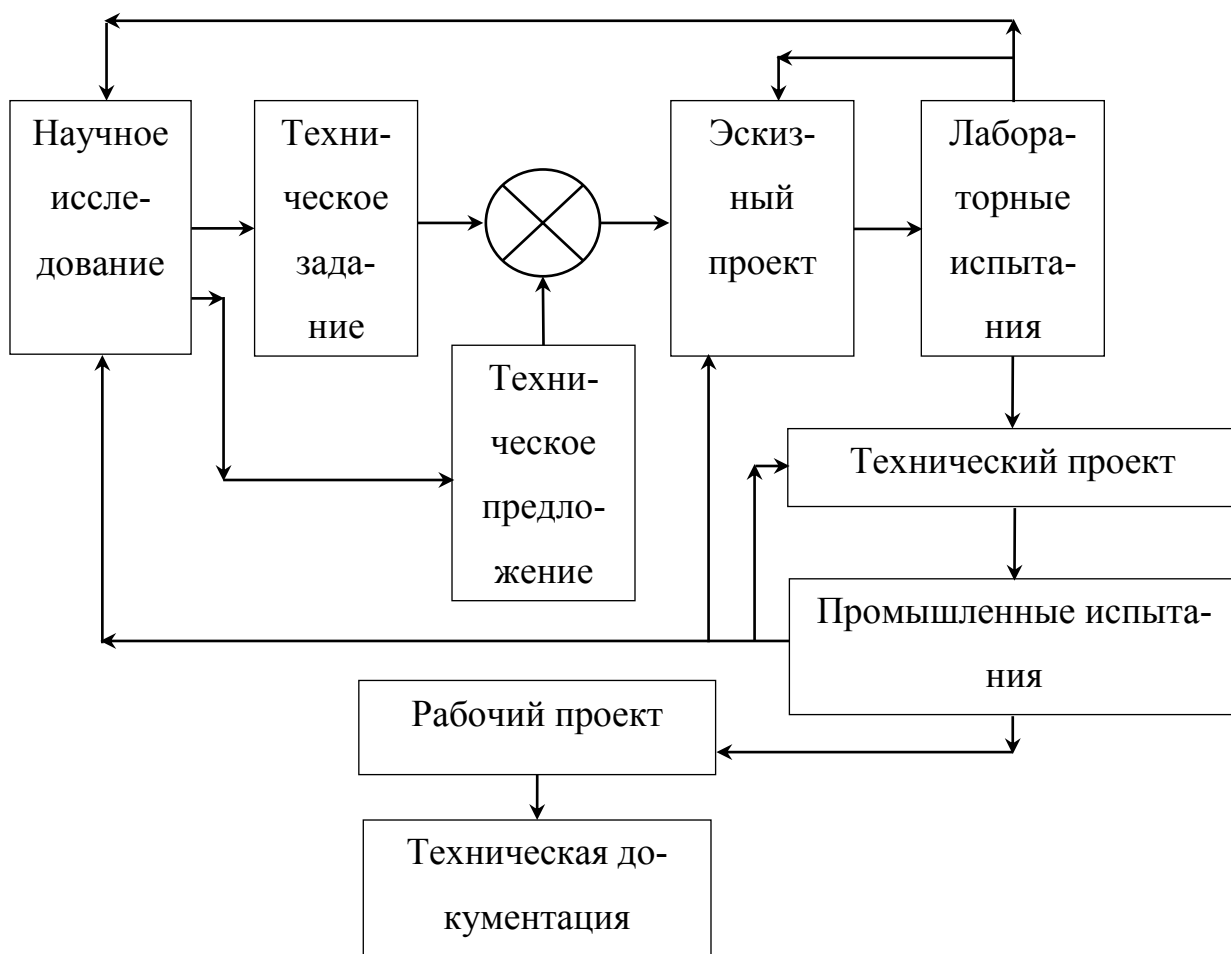 Научное
иссле-
дование
Техни-
ческое
зада-
ние
Техни-
ческое
предло-
жение
Эскиз-
ный
проект
Лабора-
торные
испыта-
ния
Технический проект
Промышленные испыта-
ния
Рабочий проект
Техническая до-
кументация